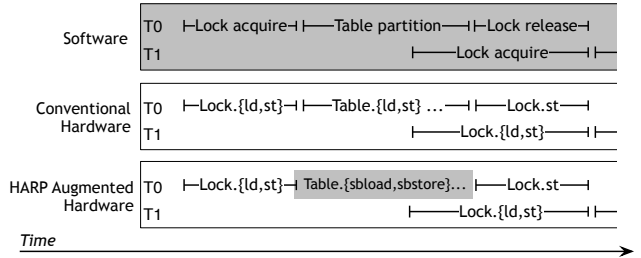 Software
T0 Lock acquire Table partition Lock release
T1 Lock acquire
Conventional
Hardware
T0 Lock.{ld,st} Table.{ld,st} ... Lock.st
T1 Lock.{ld,st}
HARP Augmented
Hardware
T0 Lock.{ld,st} Table.{sbload,sbstore}... Lock.st
T1 Lock.{ld,st}
Time